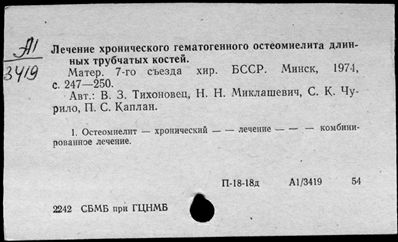 А1
3419
Лечение хронического гематогенного остеомиелита длин-
ных трубчатых костей.
Матер. 7-го съезда хир. БССР. Минск, 1974,
с. 247—250.
Авт.: В. З. Тихоновец, Н. Н. Миклашевич, С. К. Чу-
рило, П. С. Каплан.
1. Остеомиелит — хронический — — лечение — — — комбини-
рованное лечение.
П-18-18д А1/3419 54
2242 СБМБ при ГЦНМБ